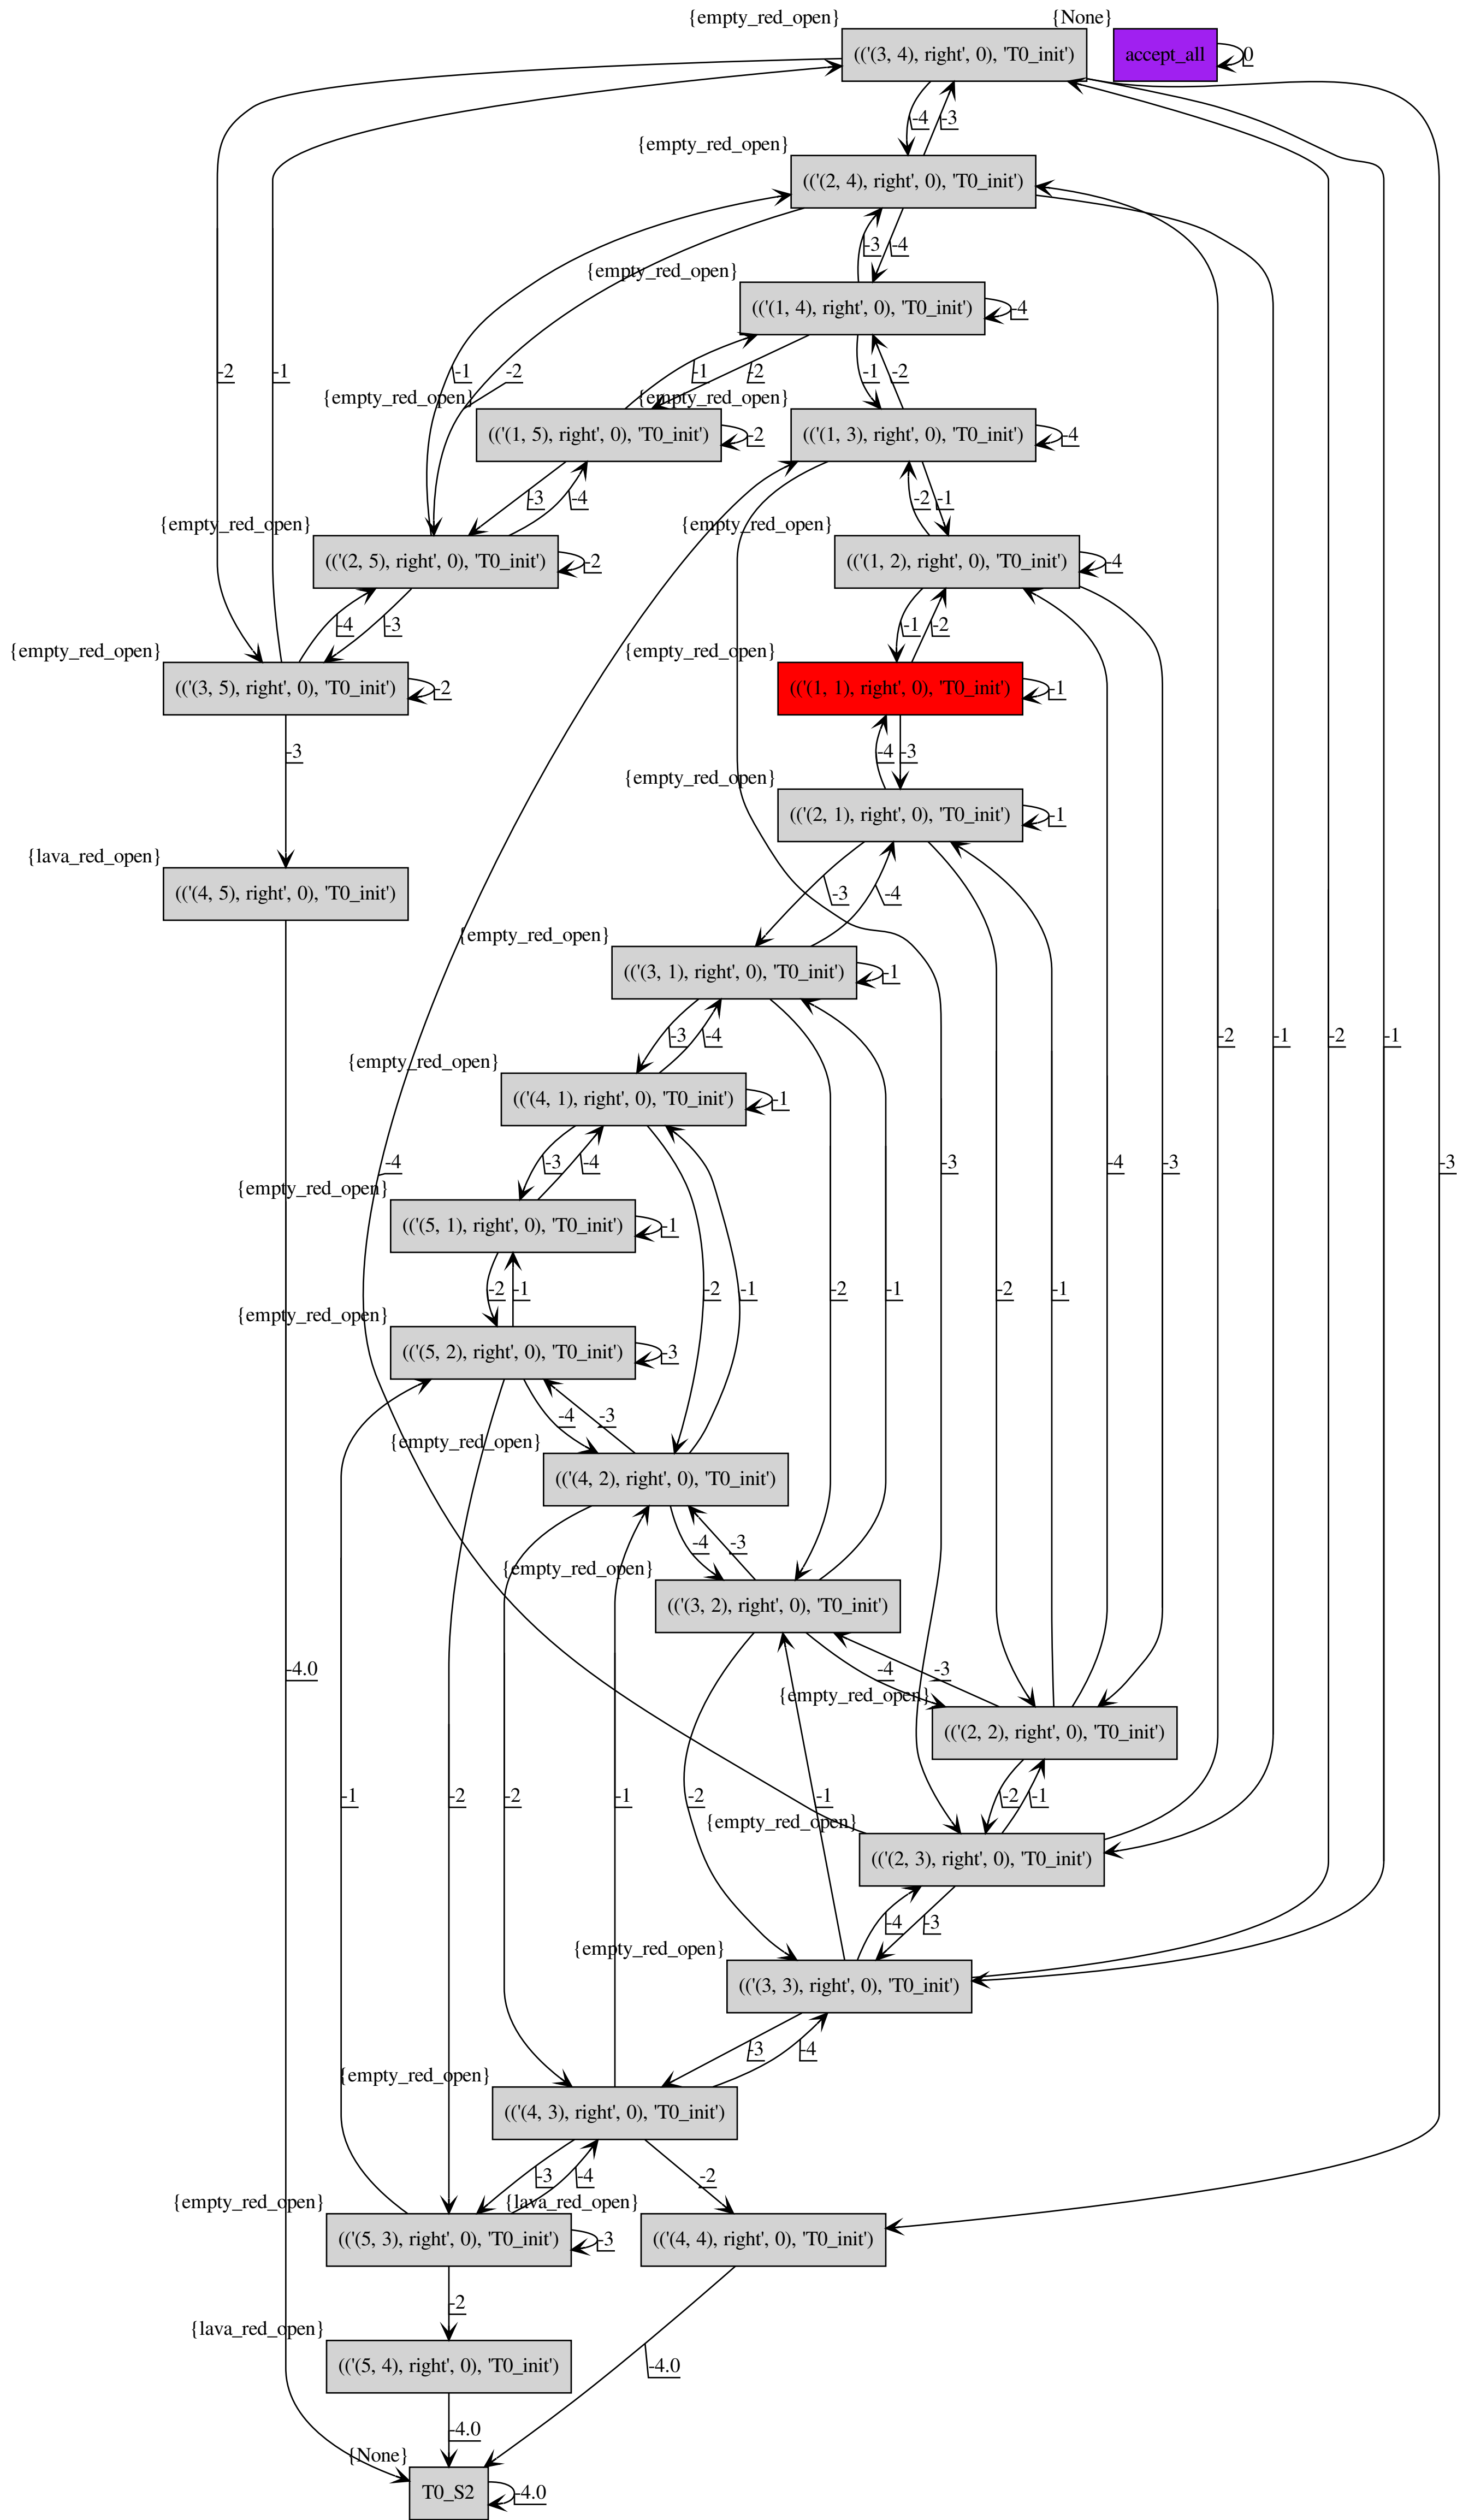 {empty_red_open}
{None}
(('(3, 4), right', 0), 'T0_init')
accept_all
0
-4
-3
{empty_red_open}
(('(2, 4), right', 0), 'T0_init')
-3
-4
{empty_red_open}
(('(1, 4), right', 0), 'T0_init')
-4
-2
-1
-1
-2
-1
-2
-1
-2
{empty_red_open}
{empty_red_open}
(('(1, 5), right', 0), 'T0_init')
-2
(('(1, 3), right', 0), 'T0_init')
-4
-3
-4
-2
-1
{empty_red_open}
{empty_red_open}
(('(2, 5), right', 0), 'T0_init')
-2
(('(1, 2), right', 0), 'T0_init')
-4
-4
-3
-1
-2
{empty_red_open}
{empty_red_open}
(('(3, 5), right', 0), 'T0_init')
-2
(('(1, 1), right', 0), 'T0_init')
-1
-3
-4
-3
{empty_red_open}
(('(2, 1), right', 0), 'T0_init')
-1
{lava_red_open}
(('(4, 5), right', 0), 'T0_init')
-3
-4
{empty_red_open}
(('(3, 1), right', 0), 'T0_init')
-1
-3
-4
-2
-1
-2
-1
{empty_red_open}
(('(4, 1), right', 0), 'T0_init')
-1
-4
-3
-4
-3
-4
-3
-3
{empty_red_open}
(('(5, 1), right', 0), 'T0_init')
-1
-2
-1
-2
-1
-2
-1
-2
-1
{empty_red_open}
(('(5, 2), right', 0), 'T0_init')
-3
-4
-3
{empty_red_open}
(('(4, 2), right', 0), 'T0_init')
-4
-3
{empty_red_open}
(('(3, 2), right', 0), 'T0_init')
-4.0
-4
-3
{empty_red_open}
(('(2, 2), right', 0), 'T0_init')
-1
-2
-2
-1
-2
-1
-2
-1
{empty_red_open}
(('(2, 3), right', 0), 'T0_init')
-4
-3
{empty_red_open}
(('(3, 3), right', 0), 'T0_init')
-3
-4
{empty_red_open}
(('(4, 3), right', 0), 'T0_init')
-3
-4
-2
{empty_red_open}
{lava_red_open}
(('(5, 3), right', 0), 'T0_init')
-3
(('(4, 4), right', 0), 'T0_init')
-2
{lava_red_open}
(('(5, 4), right', 0), 'T0_init')
-4.0
-4.0
{None}
T0_S2
-4.0